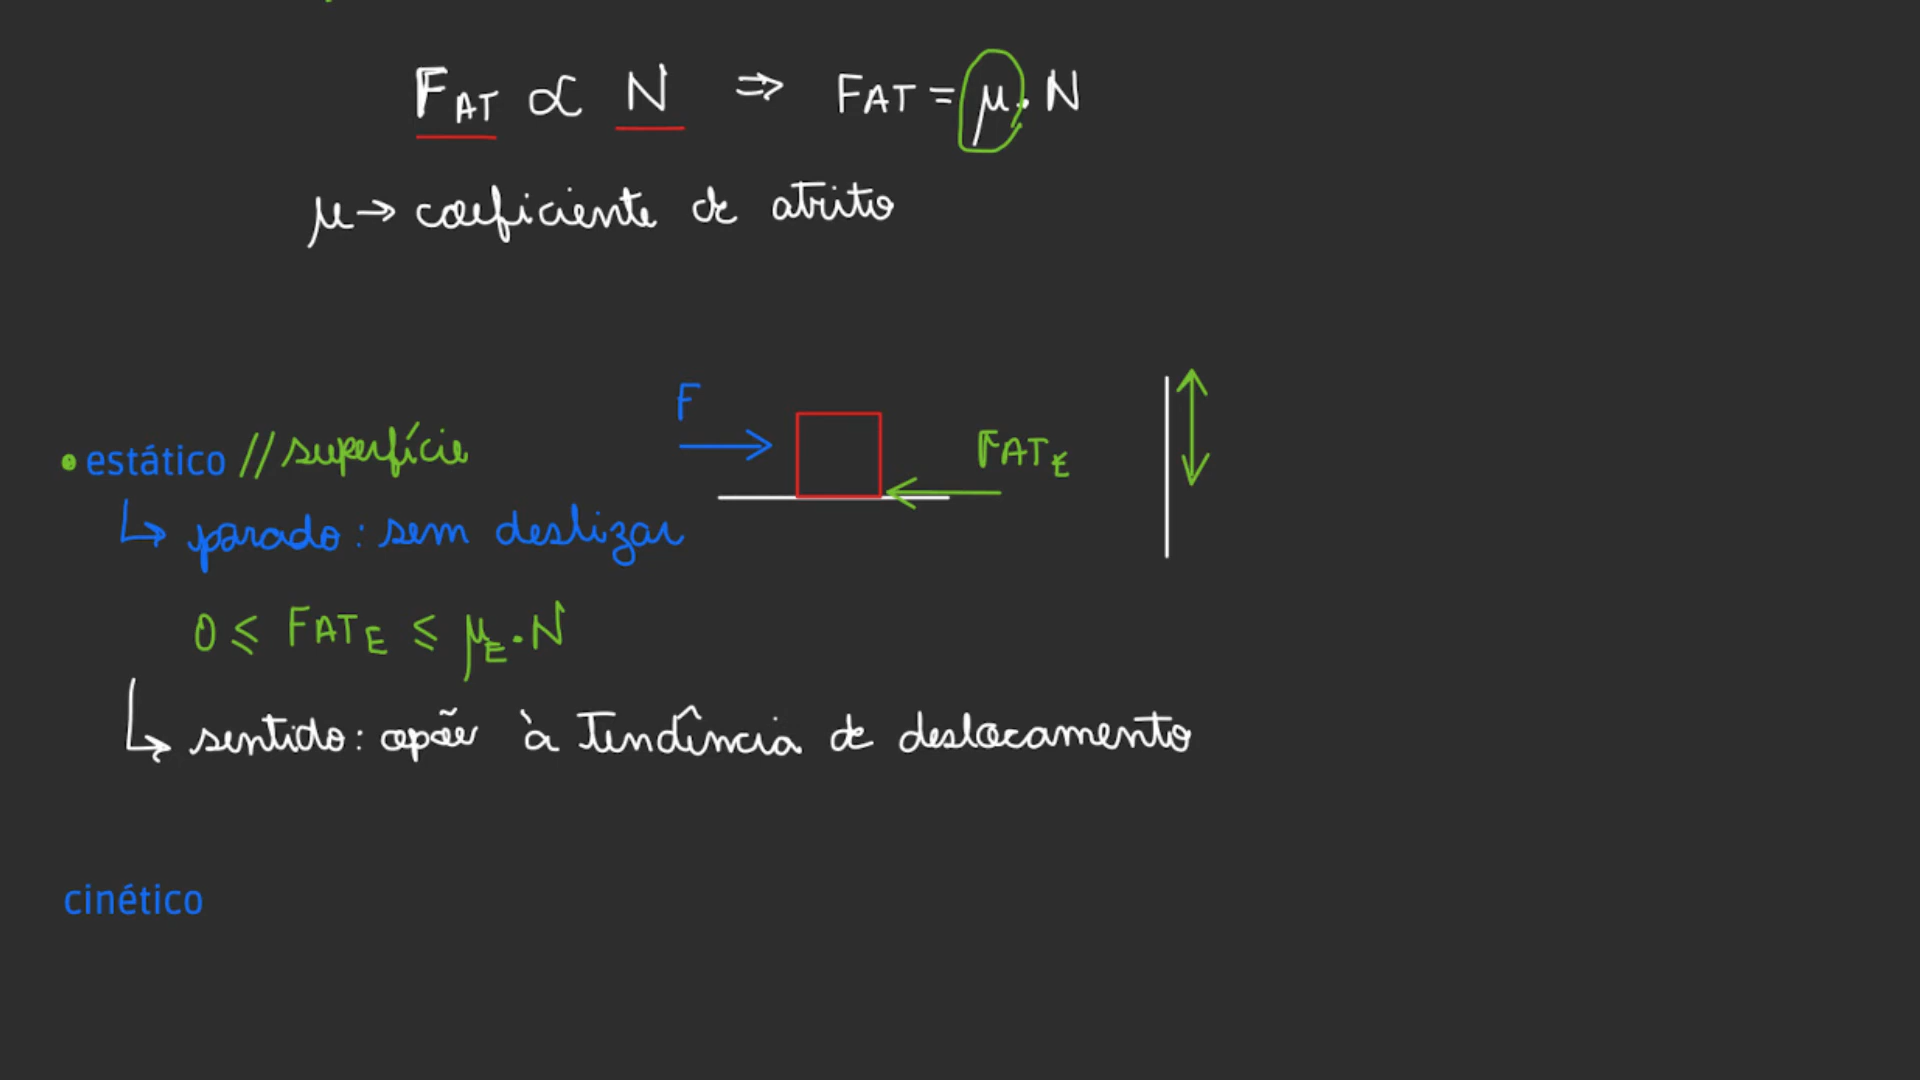 FAT ∝ N ⇒ FAT = μ . N
μ → coeficiente de atrito
F
• estático // superfície
FATE
↳ parado : sem deslizar
0 ⩽ FATE ⩽ μE . N
↳ sentido : opõe à Tendência de deslocamento
cinético